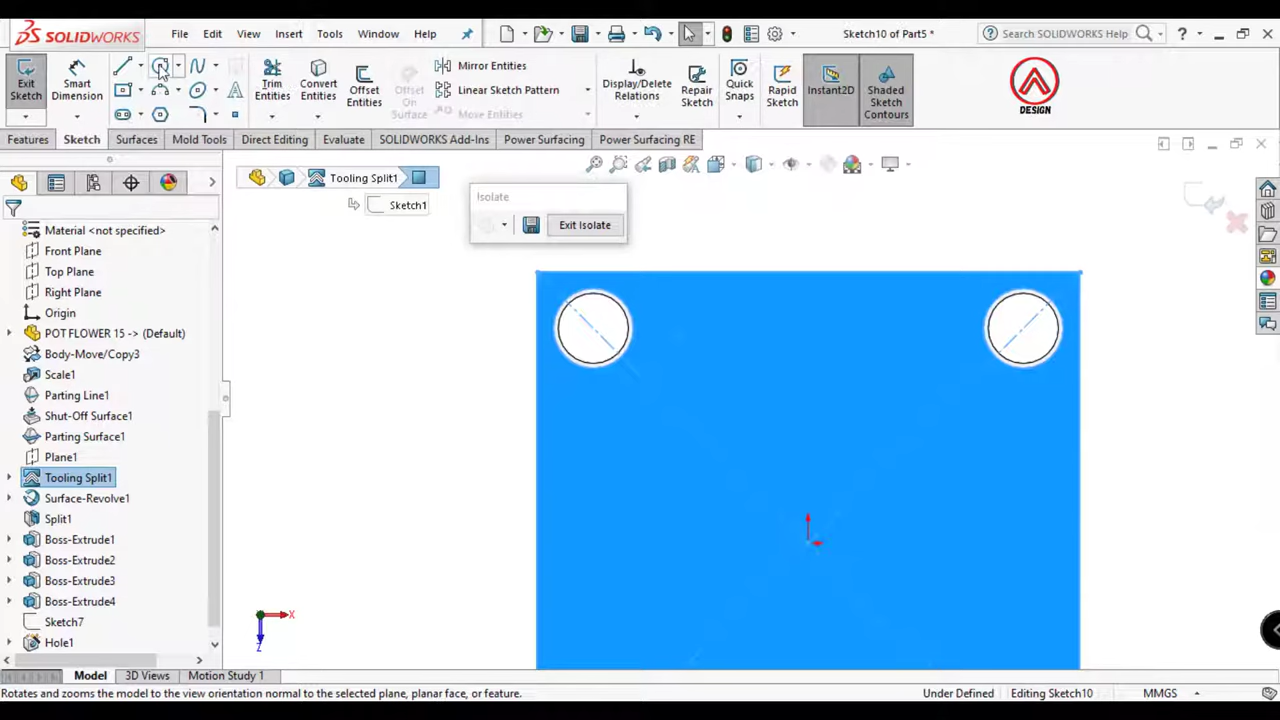 SOLIDWORKS File Edit View Insert Tools SOLIDWORKS Window Help Sketch10 of Part5 * Search SOLIDWORKS Help
Exit Sketch
Smart Dimension
Trim Entities
Convert Entities
Offset Entities
Offset On Surface
Mirror Entities
Linear Sketch Pattern
Move Entities
Display/Delete Relations
Repair Sketch
Quick Snaps
Rapid Sketch
Instant2D
Shaded Sketch Contours
DESIGN
Features Sketch Surfaces Mold Tools Direct Editing Evaluate SOLIDWORKS Add-Ins Power Surfacing Power Surfacing RE
Tooling Split1
Sketch1
Isolate
Exit Isolate
Material <not specified>
Front Plane
Top Plane
Right Plane
Origin
POT FLOWER 15 -> (Default)
Body-Move/Copy3
Scale1
Parting Line1
Shut-Off Surface1
Parting Surface1
Plane1
Tooling Split1
Surface-Revolve1
Split1
Boss-Extrude1
Boss-Extrude2
Boss-Extrude3
Boss-Extrude4
Sketch7
Hole1
X
Z
Model 3D Views Motion Study 1
Rotates and zooms the model to the view orientation normal to the selected plane, planar face, or feature. Under Defined Editing Sketch10 MMGS